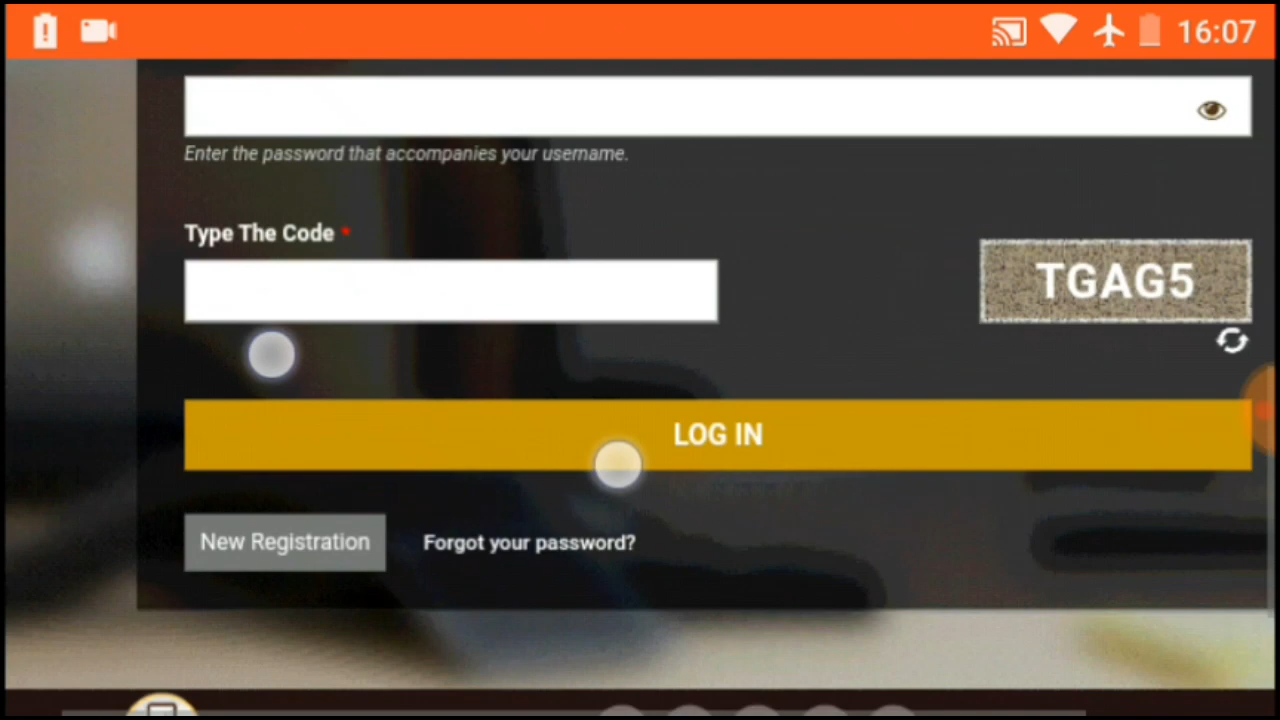 16:07
Enter the password that accompanies your username.
Type The Code *
TGAG5
LOG IN
New Registration
Forgot your password?